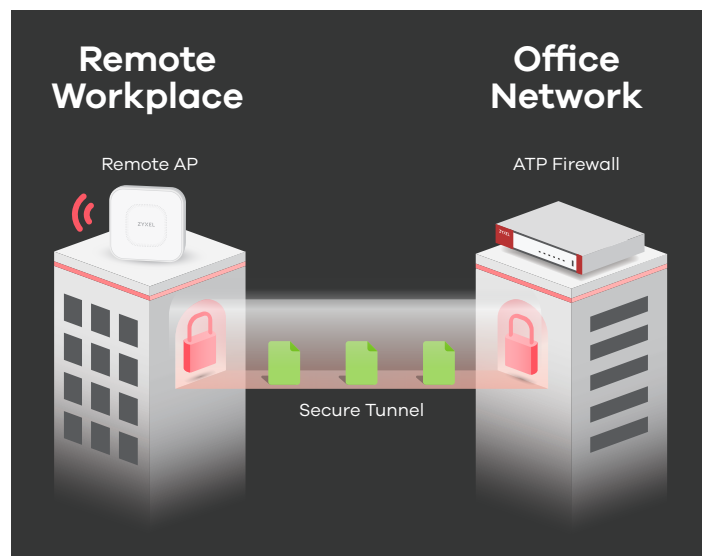 Remote
Workplace
Office
Network
Remote AP
ATP Firewall
ZYXEL
ZYXEL
Secure Tunnel